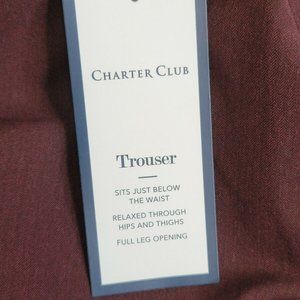 CHARTER CLUB
Trouser
SITS JUST BELOW
THE WAIST
RELAXED THROUGH
HIPS AND THIGHS
FULL LEG OPENING